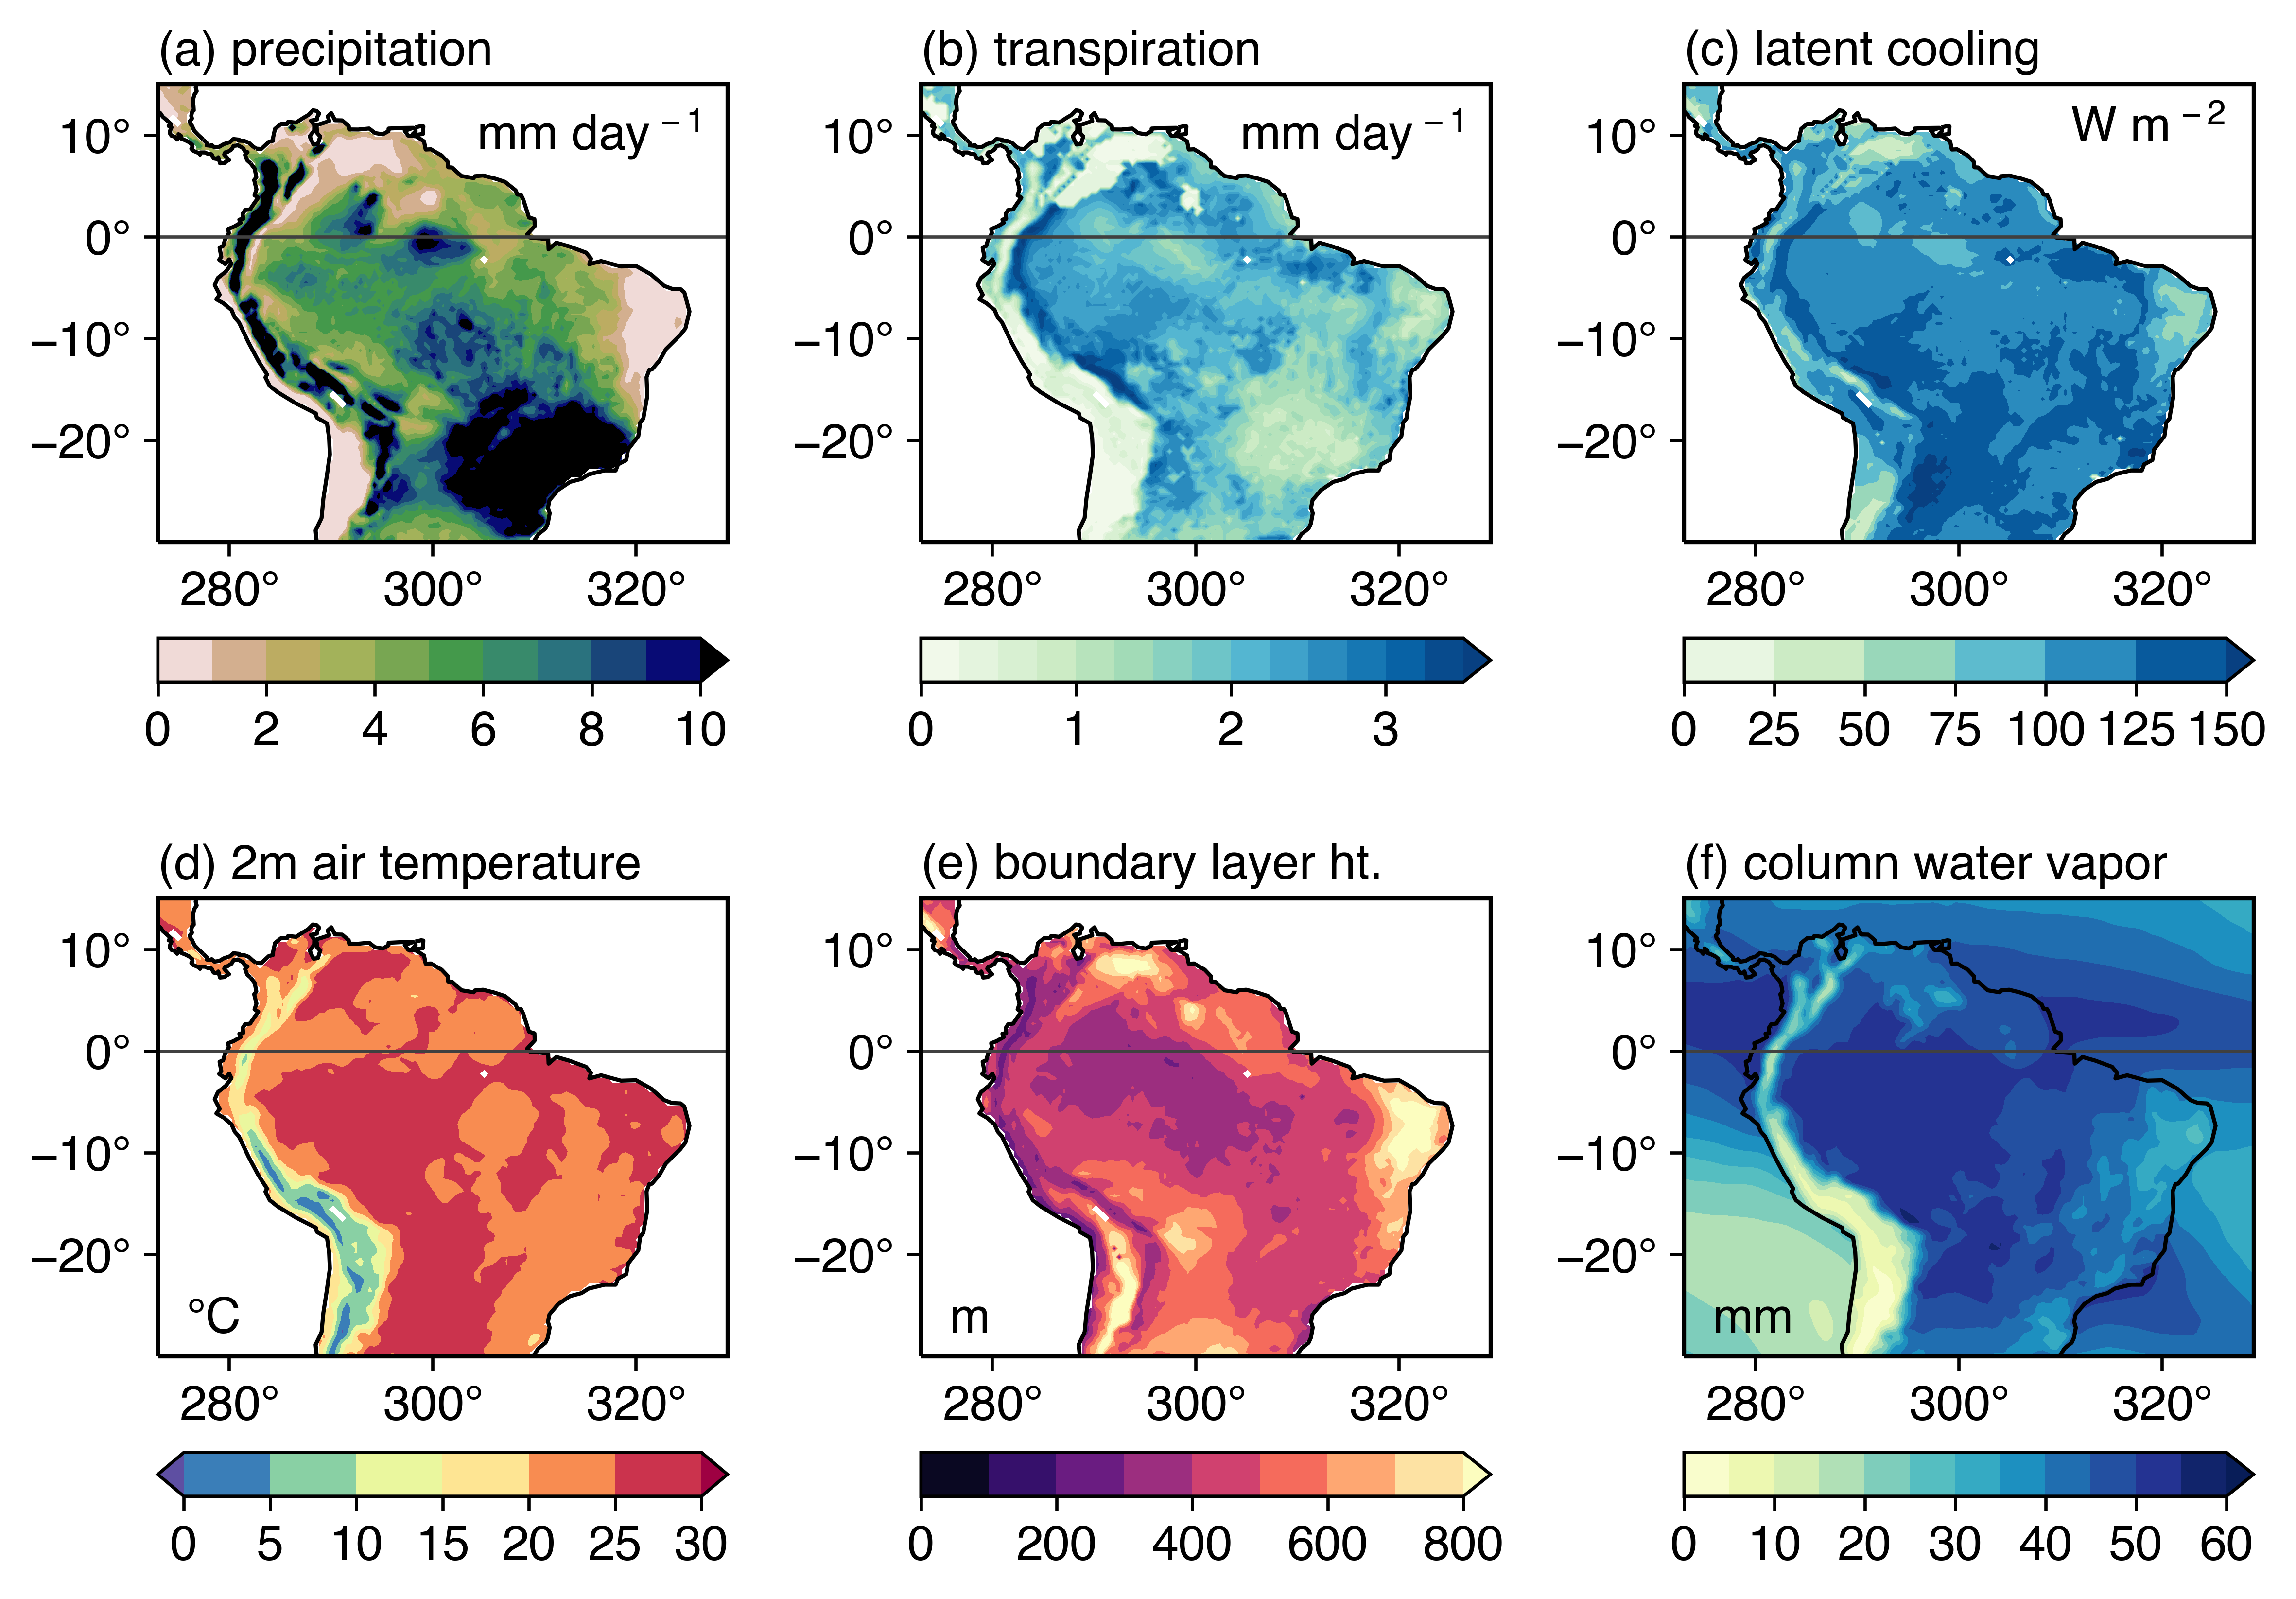 (a) precipitation
(b) transpiration
(c) latent cooling
mm day⁻¹
mm day⁻¹
W m⁻²
10°
0°
−10°
−20°
10°
0°
−10°
−20°
10°
0°
−10°
−20°
280° 300° 320°
280° 300° 320°
280° 300° 320°
0 2 4 6 8 10
0 1 2 3
0 25 50 75 100 125 150
(d) 2m air temperature
(e) boundary layer ht.
(f) column water vapor
10°
0°
−10°
−20°
10°
0°
−10°
−20°
10°
0°
−10°
−20°
°C
m
mm
280° 300° 320°
280° 300° 320°
280° 300° 320°
0 5 10 15 20 25 30
0 200 400 600 800
0 10 20 30 40 50 60